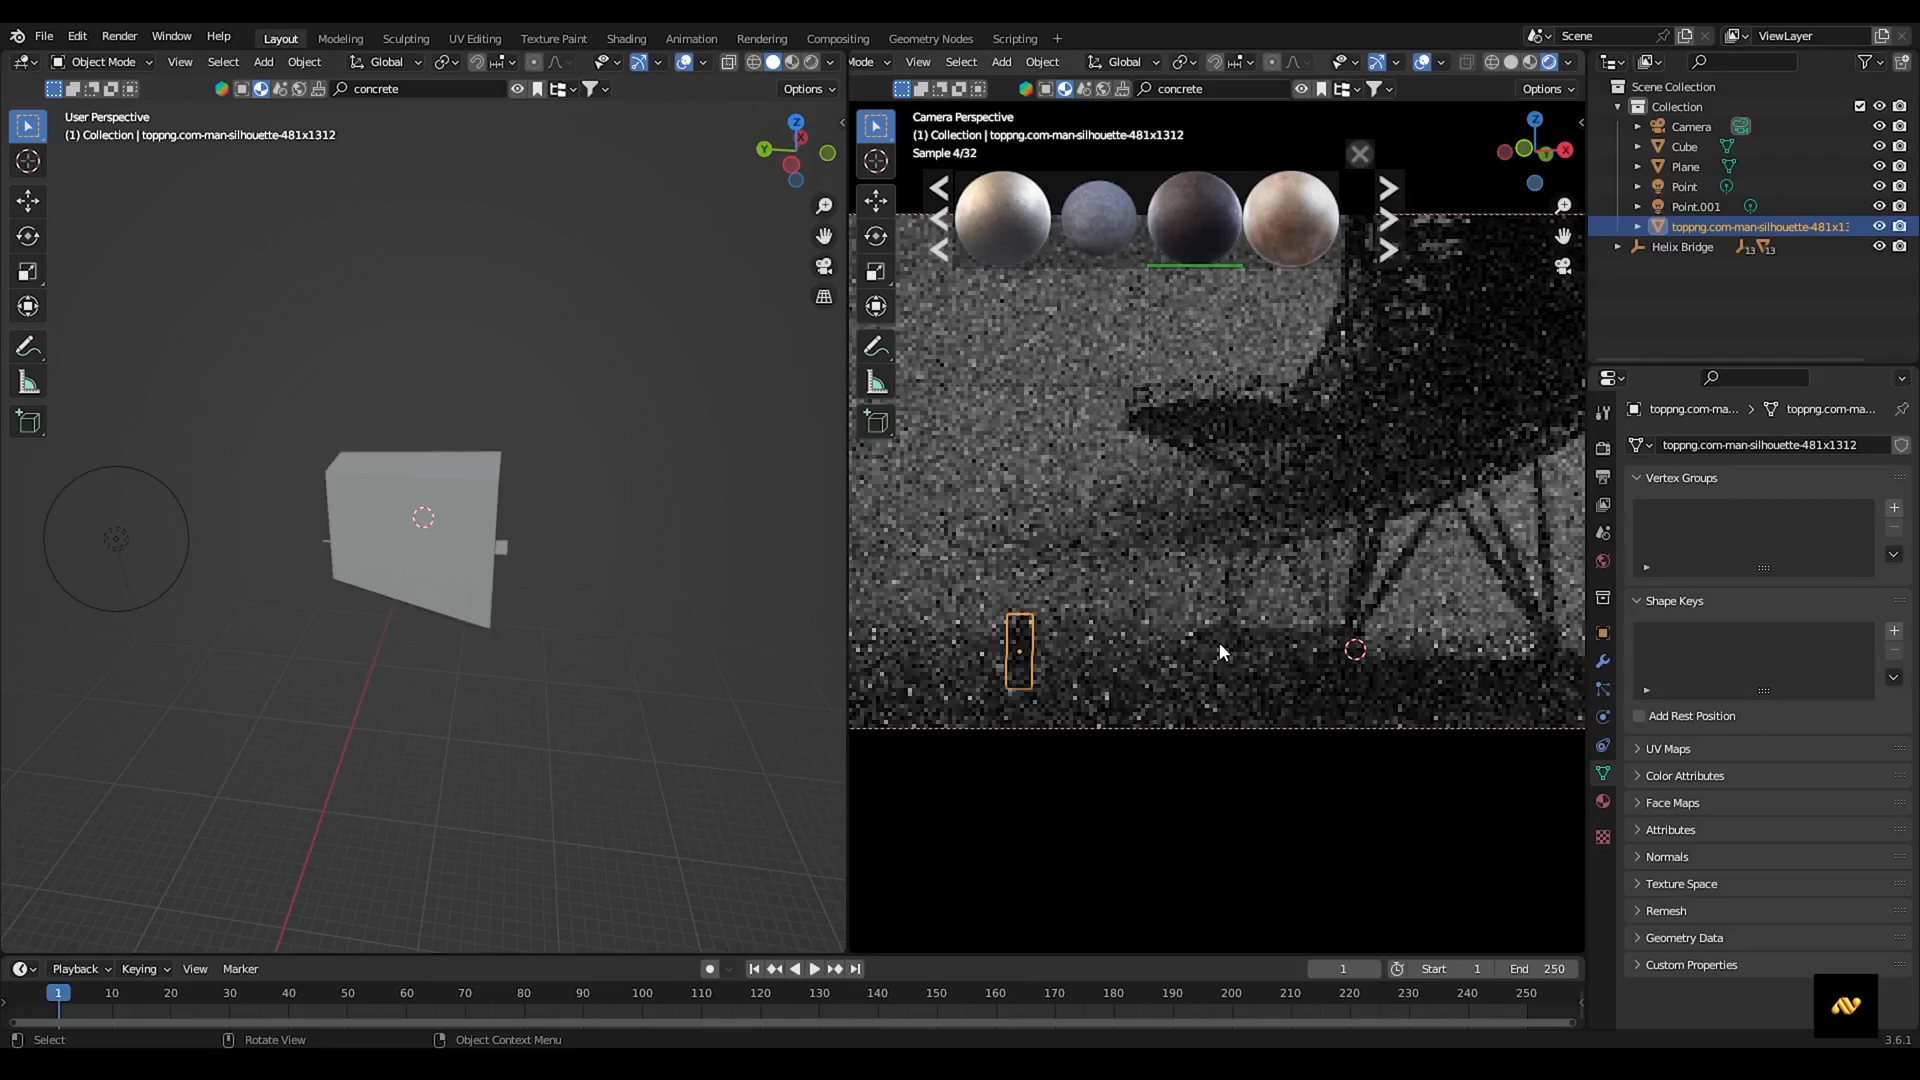 File Edit Render Window Help Layout Modeling Sculpting UV Editing Texture Paint Shading Animation Rendering Compositing Geometry Nodes Scripting + Scene ViewLayer
Object Mode View Select Add Object Global
Mode View Select Add Object Global
concrete Options
concrete Options
User Perspective
(1) Collection | toppng.com-man-silhouette-481x1312
Camera Perspective
(1) Collection | toppng.com-man-silhouette-481x1312
Sample 4/32
Z
Y
X
Z
Y
X
Scene Collection
Collection
Camera
Cube
Plane
Point
Point.001
toppng.com-man-silhouette-481x13
Helix Bridge 13 13
toppng.com-ma... > toppng.com-ma...
toppng.com-man-silhouette-481x1312
Vertex Groups
Shape Keys
Add Rest Position
UV Maps
Color Attributes
Face Maps
Attributes
Normals
Texture Space
Remesh
Geometry Data
Custom Properties
Playback Keying View Marker 1 Start 1 End 250
1 10 20 30 40 50 60 70 80 90 100 110 120 130 140 150 160 170 180 190 200 210 220 230 240 250
Select Rotate View Object Context Menu 3.6.1